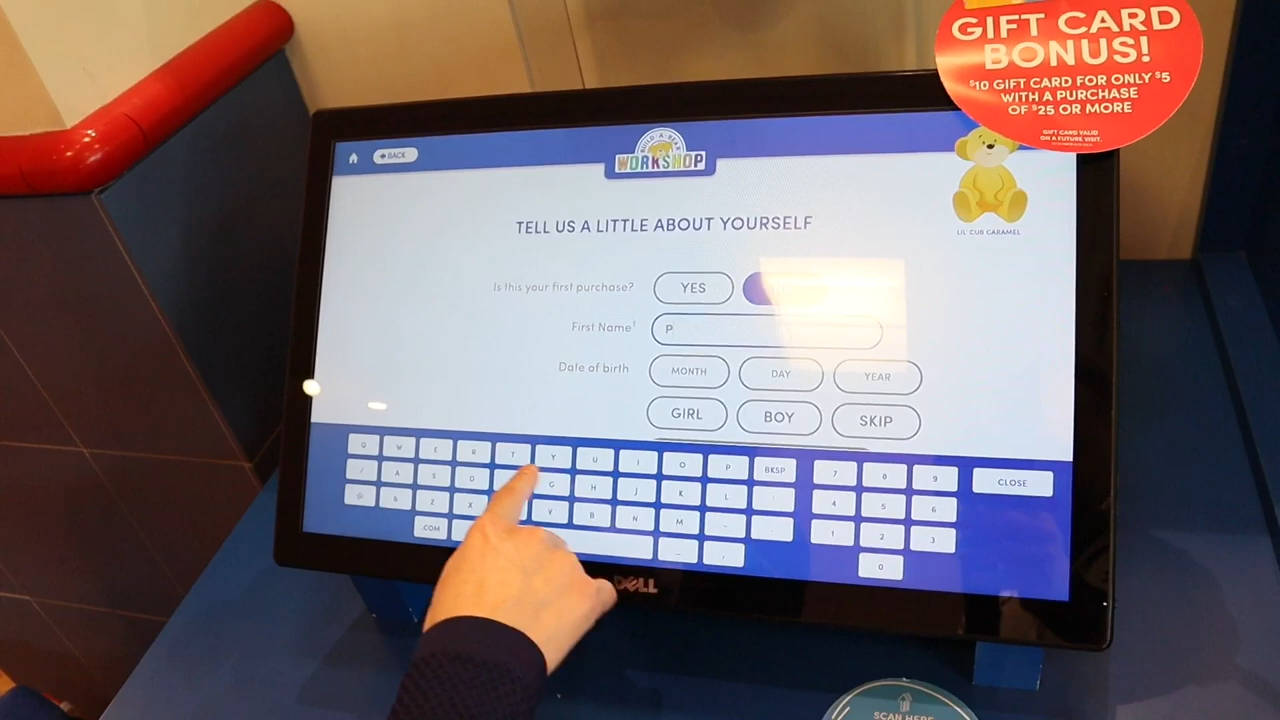 GIFT CARD
BONUS!
$10 GIFT CARD FOR ONLY $5
WITH A PURCHASE
OF $25 OR MORE
GIFT CARD VALID
ON A FUTURE VISIT.
BACK
BUILD-A-BEAR
WORKSHOP
LIL' CUB CARAMEL
TELL US A LITTLE ABOUT YOURSELF
Is this your first purchase? YES
First Name† P
Date of birth MONTH DAY YEAR
GIRL BOY SKIP
Q W E R T Y U I O P BKSP 7 8 9 CLOSE
/ A S D G H J K L 4 5 6
@ & Z X V B N M - . 1 2 3
.COM _ , 0
DELL
SCAN HERE